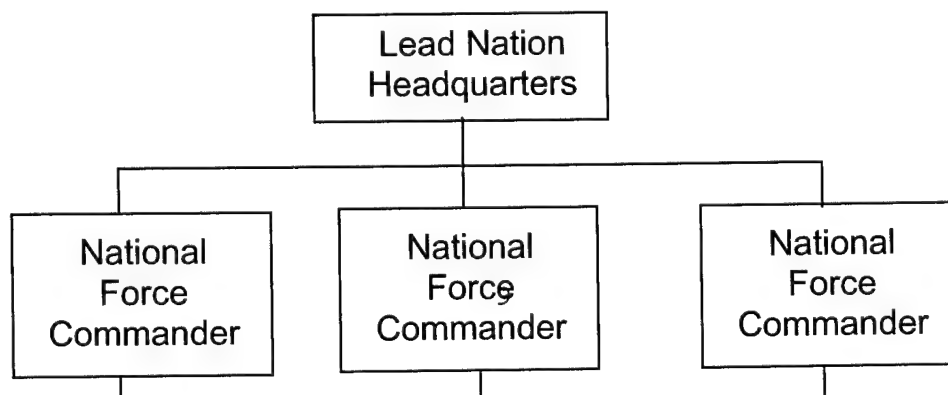 Lead Nation
Headquarters
National
Force
Commander
National
Force
Commander
National
Force
Commander